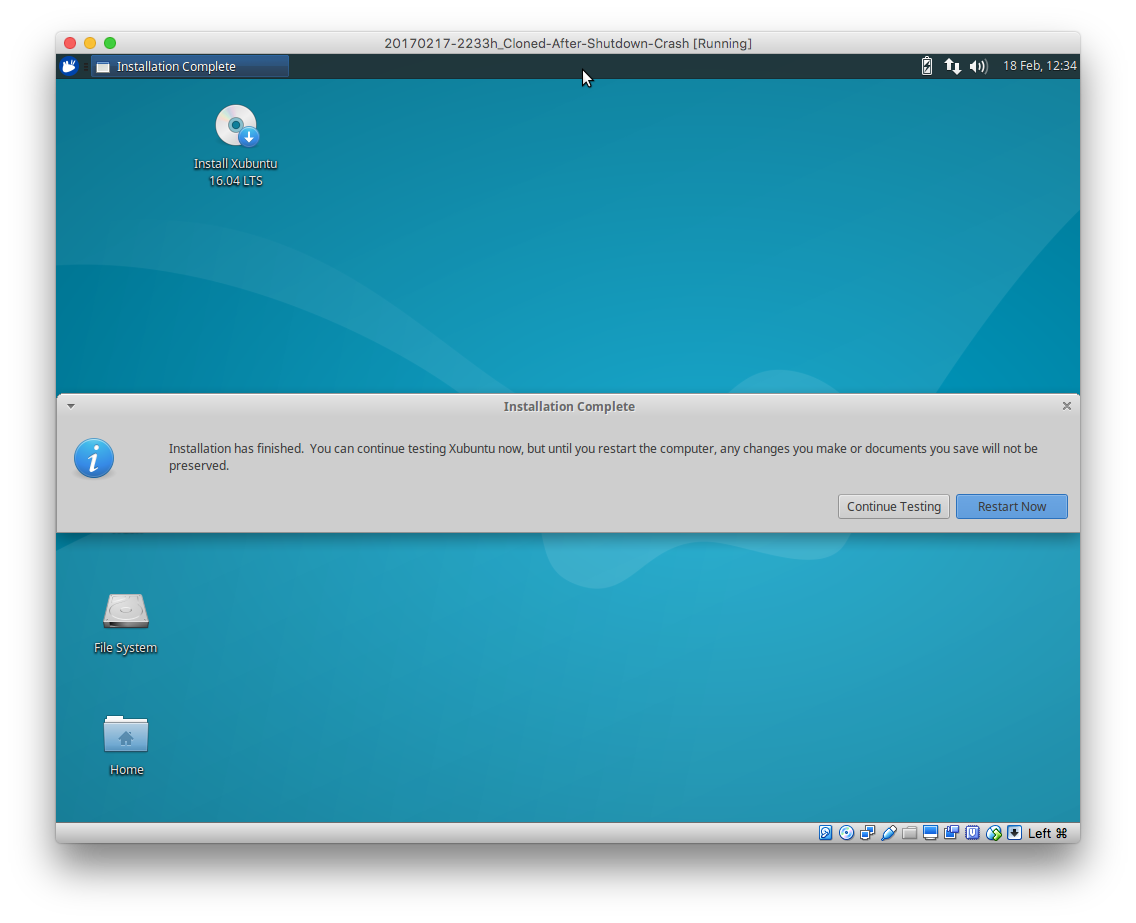 20170217-2233h_Cloned-After-Shutdown-Crash [Running]
Installation Complete
18 Feb, 12:34
Install Xubuntu
16.04 LTS
Installation Complete
Installation has finished.  You can continue testing Xubuntu now, but until you restart the computer, any changes you make or documents you save will not be
preserved.
Continue Testing
Restart Now
File System
Home
Left ⌘